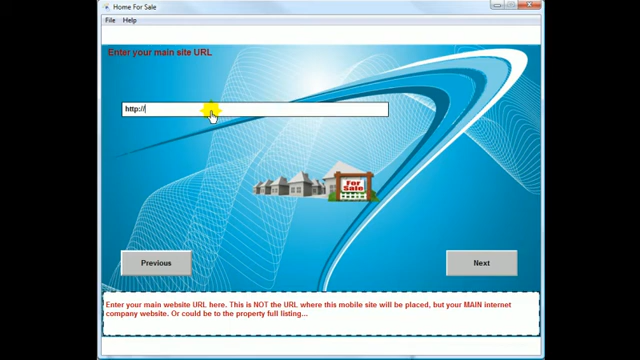 Home For Sale
File Help
Enter your main site URL
http://
For
Sale
Previous
Next
Enter your main website URL here. This is NOT the URL where this mobile site will be placed, but your MAIN internet
company website. Or could be to the property full listing...